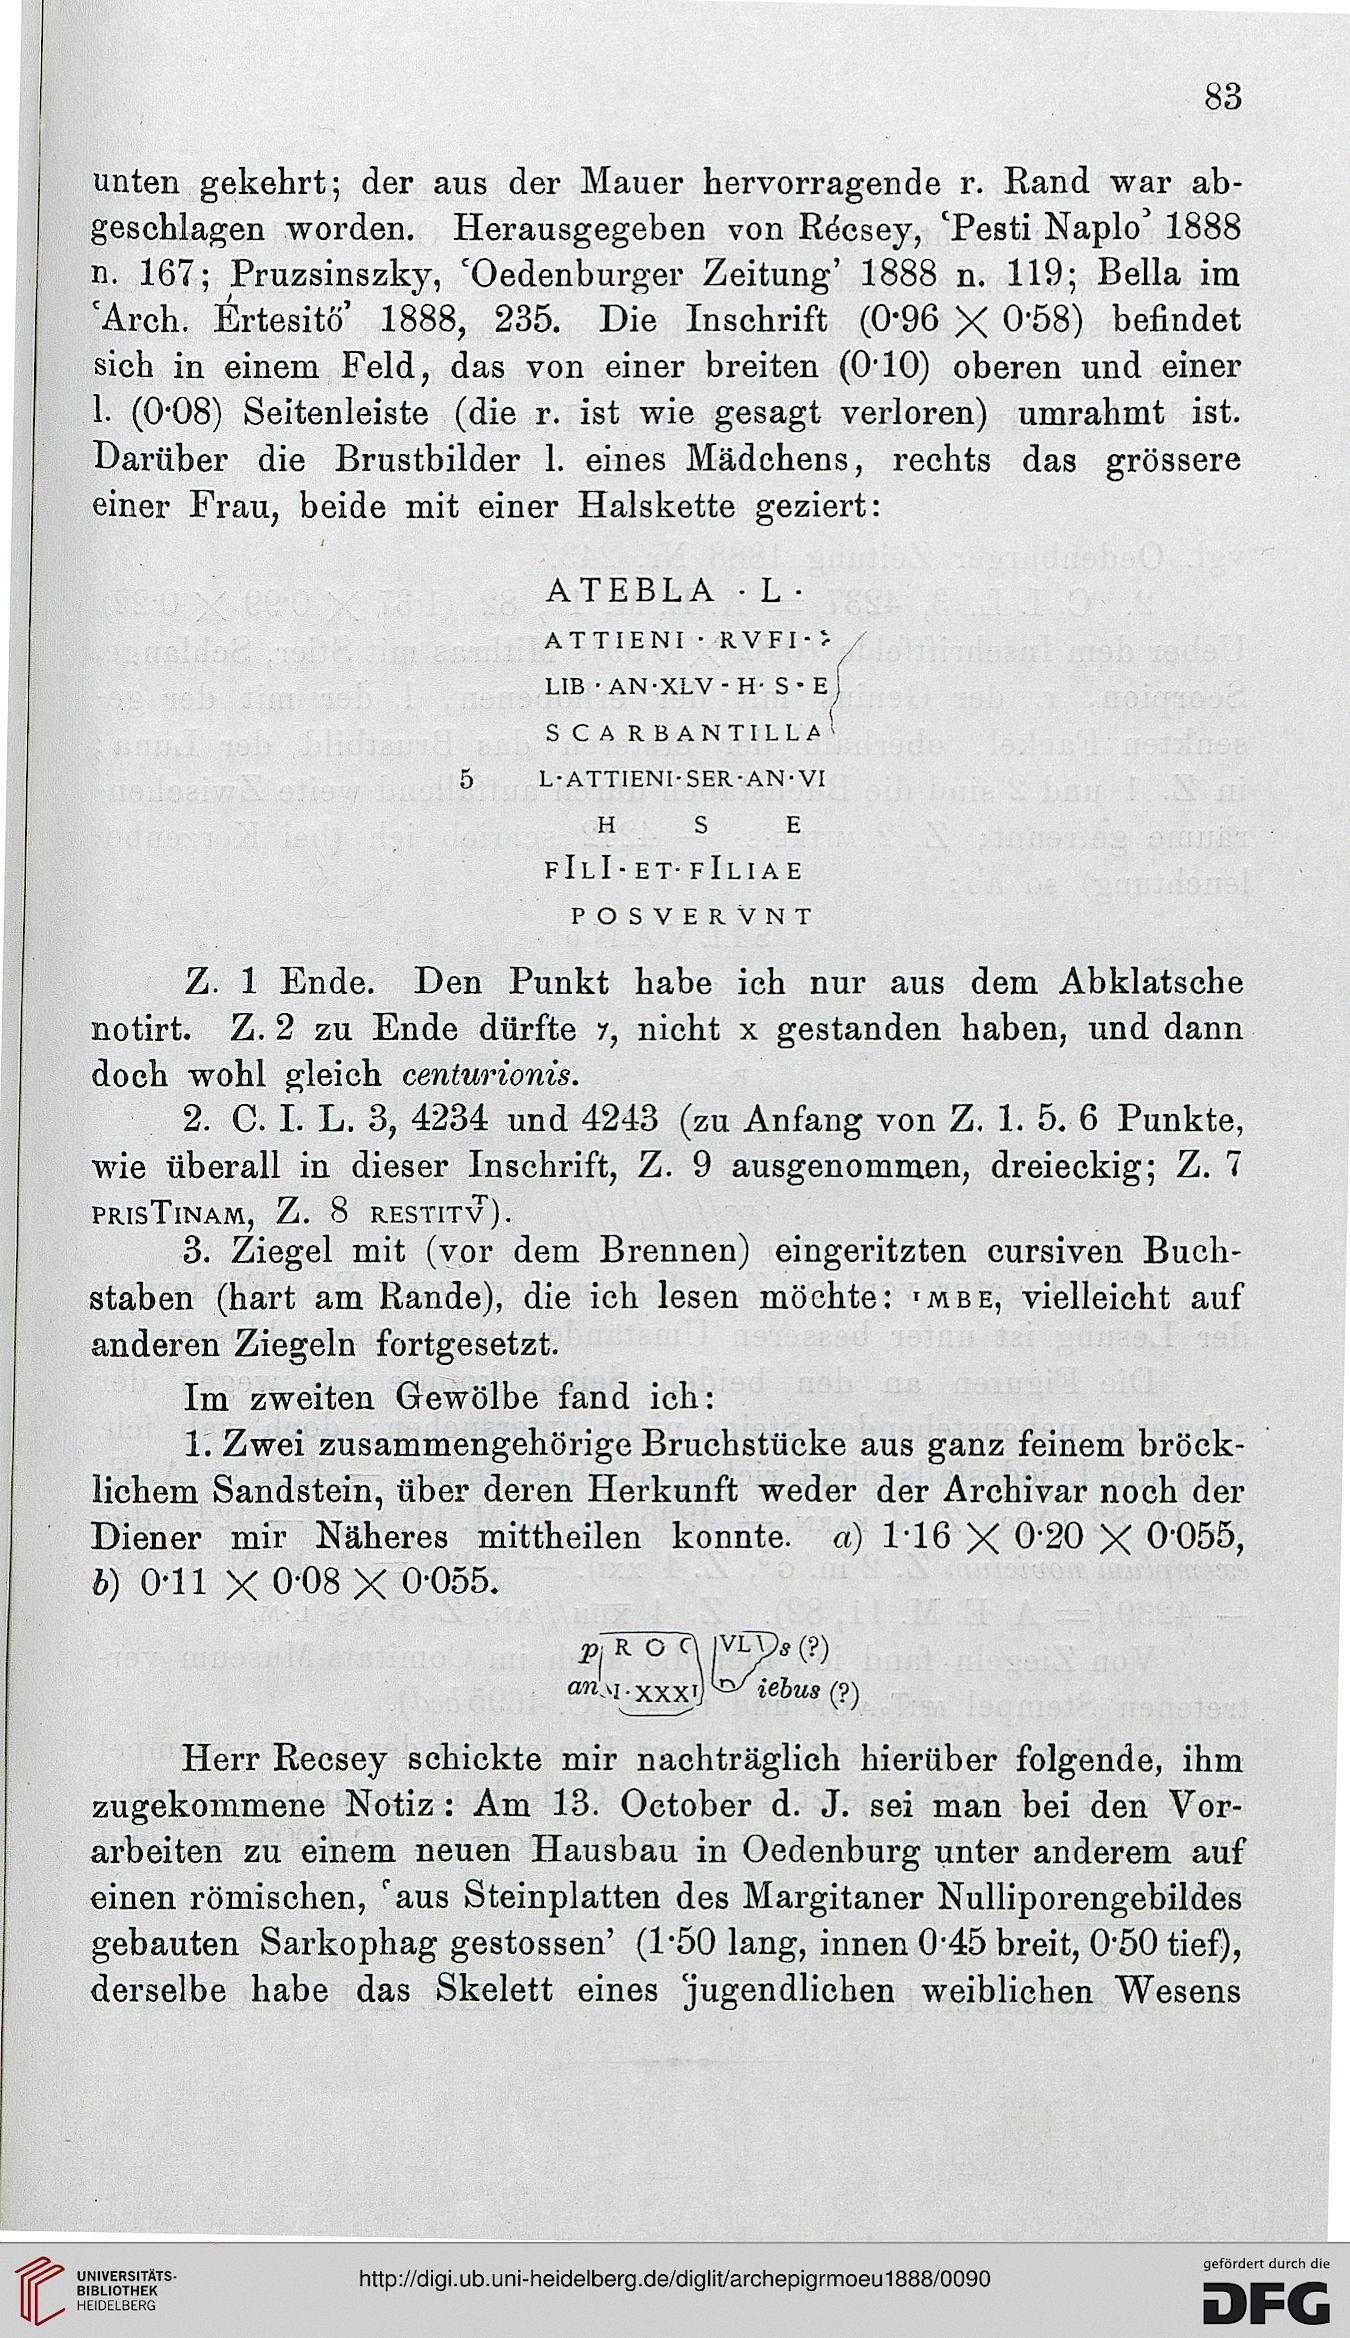 83
unten gekehrt; der aus der Mauer hervorragende r. Rand war ab-
geschlagen worden. Herausgegeben von Récsey, ‘Pesti Naplo’ 1888
n. 167; Pruzsinszky, ‘Oedenburger Zeitung’ 1888 n. 119; Bella im
‘Arch. Értesitö’ 1888, 235. Die Inschrift (0·96 × 0·58) befindet
sich in einem Feld, das von einer breiten (0·10) oberen und einer
l. (0·08) Seitenleiste (die r. ist wie gesagt verloren) umrahmt ist.
Darüber die Brustbilder l. eines Mädchens, rechts das grössere
einer Frau, beide mit einer Halskette geziert:
ATEBLA · L ·
ATTIENI · RVFI ·
LIB · AN·XLV - H· S · E
SCARBANTILLA
5 L·ATTIENI·SER·AN·VI
H S E
FILI·ET·FILIAE
POSVERVNT
Z. 1 Ende. Den Punkt habe ich nur aus dem Abklatsche
notirt. Z. 2 zu Ende dürfte 7, nicht x gestanden haben, und dann
doch wohl gleich centurionis.
2. C. I. L. 3, 4234 und 4243 (zu Anfang von Z. 1. 5. 6 Punkte,
wie überall in dieser Inschrift, Z. 9 ausgenommen, dreieckig; Z. 7
PRISTINAM, Z. 8 RESTITVT).
3. Ziegel mit (vor dem Brennen) eingeritzten cursiven Buch-
staben (hart am Rande), die ich lesen möchte: ıMBE, vielleicht auf
anderen Ziegeln fortgesetzt.
Im zweiten Gewölbe fand ich:
1. Zwei zusammengehörige Bruchstücke aus ganz feinem bröck-
lichem Sandstein, über deren Herkunft weder der Archivar noch der
Diener mir Näheres mittheilen konnte. a) 1·16 × 0·20 × 0·055,
b) 0·11 × 0·08 × 0·055.
p ROC VLVs (?)
anNI·XXXI D iebus (?)
Herr Recsey schickte mir nachträglich hierüber folgende, ihm
zugekommene Notiz: Am 13. October d. J. sei man bei den Vor-
arbeiten zu einem neuen Hausbau in Oedenburg unter anderem auf
einen römischen, ‘aus Steinplatten des Margitaner Nulliporengebildes
gebauten Sarkophag gestossen’ (1·50 lang, innen 0·45 breit, 0·50 tief),
derselbe habe das Skelett eines ‘jugendlichen weiblichen Wesens
UNIVERSITÄTS-
BIBLIOTHEK
HEIDELBERG
http://digi.ub.uni-heidelberg.de/diglit/archepigrmoeu1888/0090
gefördert durch die
DFG